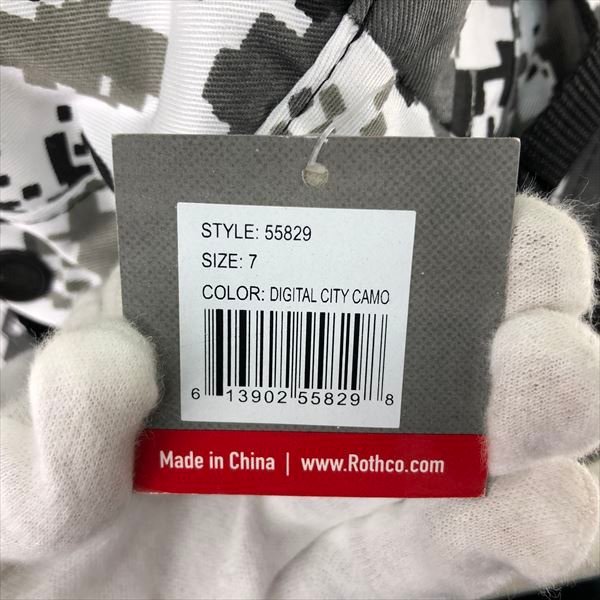 STYLE: 55829
SIZE: 7
COLOR: DIGITAL CITY CAMO
6 13902 55829 8
Made in China | www.Rothco.com